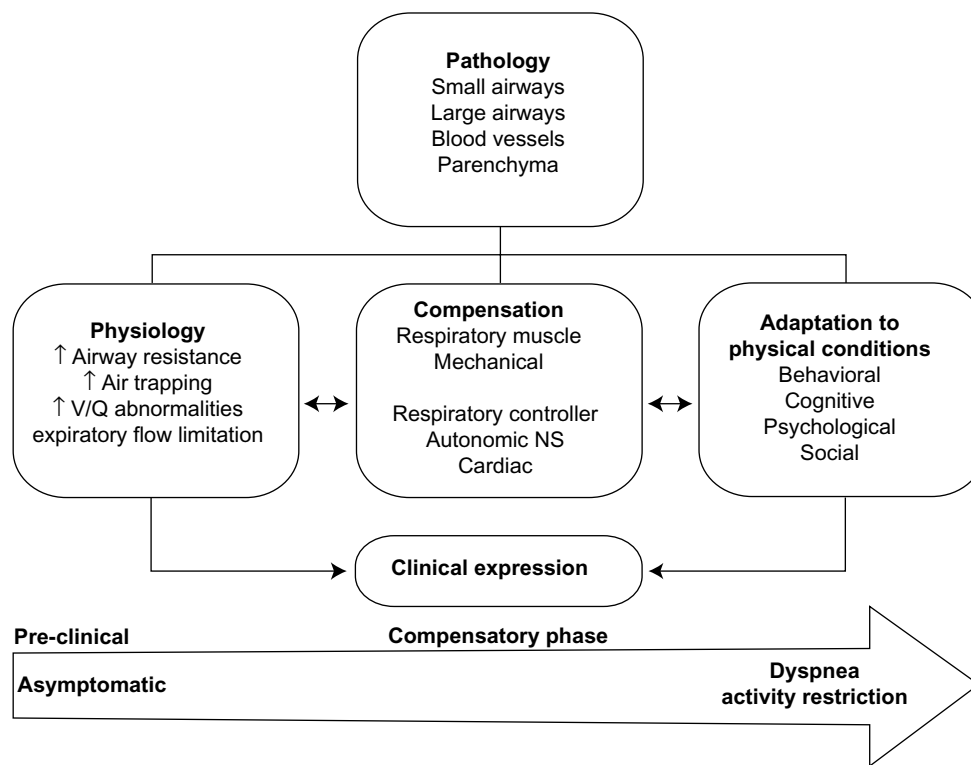 Pathology
Small airways
Large airways
Blood vessels
Parenchyma
Physiology
↑ Airway resistance
↑ Air trapping
↑ V/Q abnormalities
expiratory flow limitation
Compensation
Respiratory muscle
Mechanical
Respiratory controller
Autonomic NS
Cardiac
Adaptation to
physical conditions
Behavioral
Cognitive
Psychological
Social
Clinical expression
Pre-clinical
Compensatory phase
Asymptomatic
Dyspnea
activity restriction